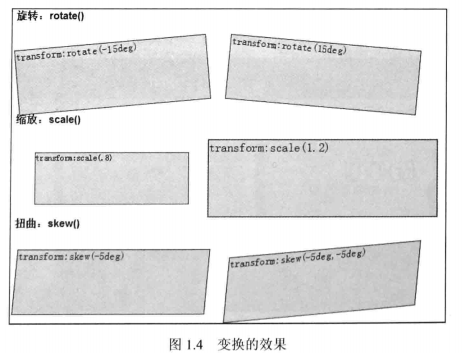 旋转：rotate()
transform:rotate(-15deg)
transform:rotate(15deg)
缩放：scale()
transform:scale(.8)
transform:scale(1.2)
扭曲：skew()
transform:skew(-5deg)
transform:skew(-5deg,-5deg)
图 1.4 变换的效果